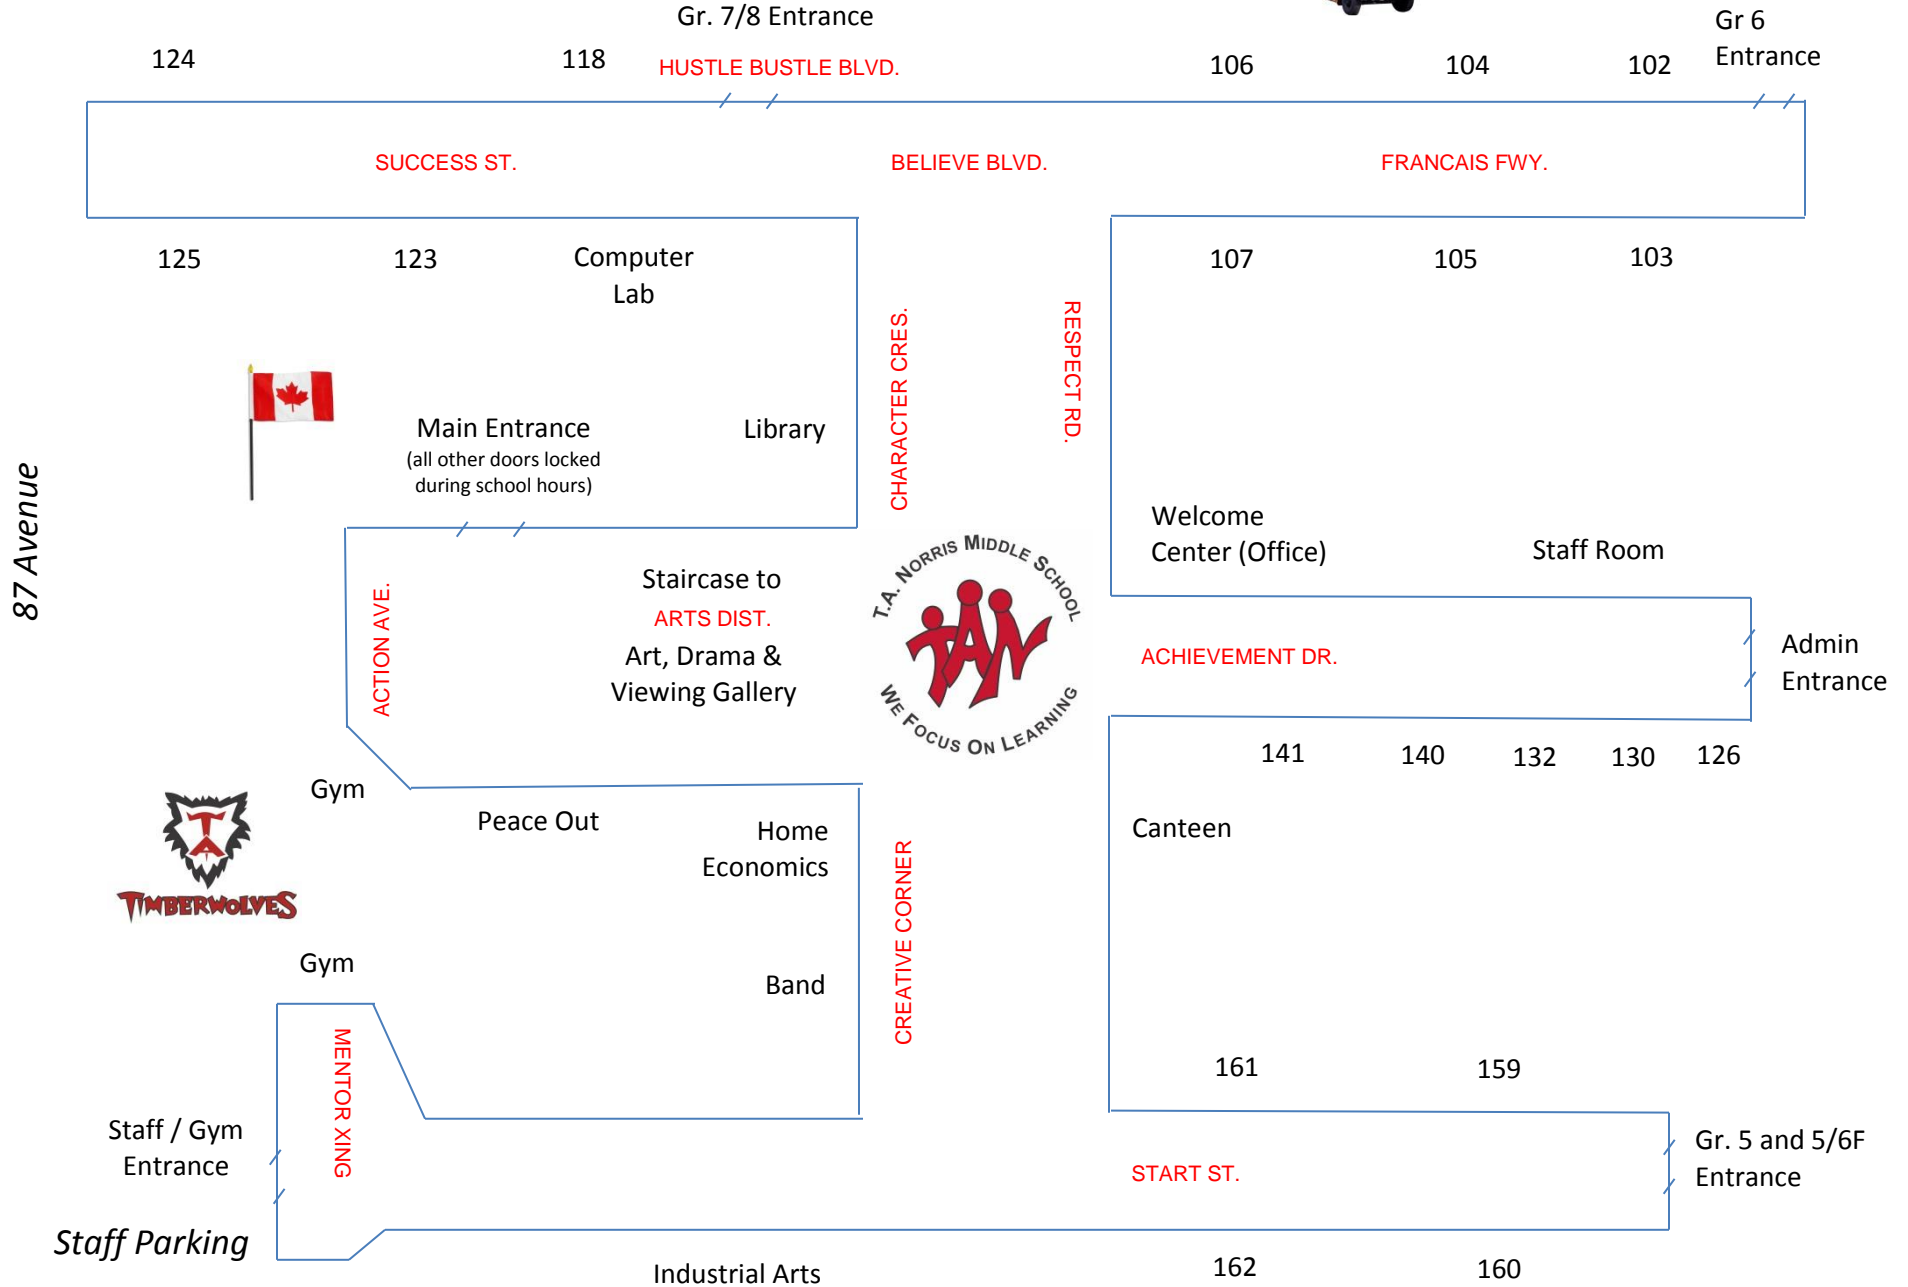 Gr. 7/8 Entrance
Gr 6
Entrance
124
118
HUSTLE BUSTLE BLVD.
106
104
102
SUCCESS ST.
BELIEVE BLVD.
FRANCAIS FWY.
125
123
Computer
Lab
107
105
103
CHARACTER CRES.
RESPECT RD.
Main Entrance
(all other doors locked
during school hours)
Library
87 Avenue
Welcome
Center (Office)
Staff Room
ACTION AVE.
Staircase to
ARTS DIST.
Art, Drama &
Viewing Gallery
T.A. NORRIS MIDDLE SCHOOL
TAN
WE FOCUS ON LEARNING
ACHIEVEMENT DR.
Admin
Entrance
141
140
132
130
126
Gym
Peace Out
Home
Economics
Canteen
TA
TIMBERWOLVES
CREATIVE CORNER
Gym
Band
MENTOR XING
161
159
Staff / Gym
Entrance
START ST.
Gr. 5 and 5/6F
Entrance
Staff Parking
Industrial Arts
162
160